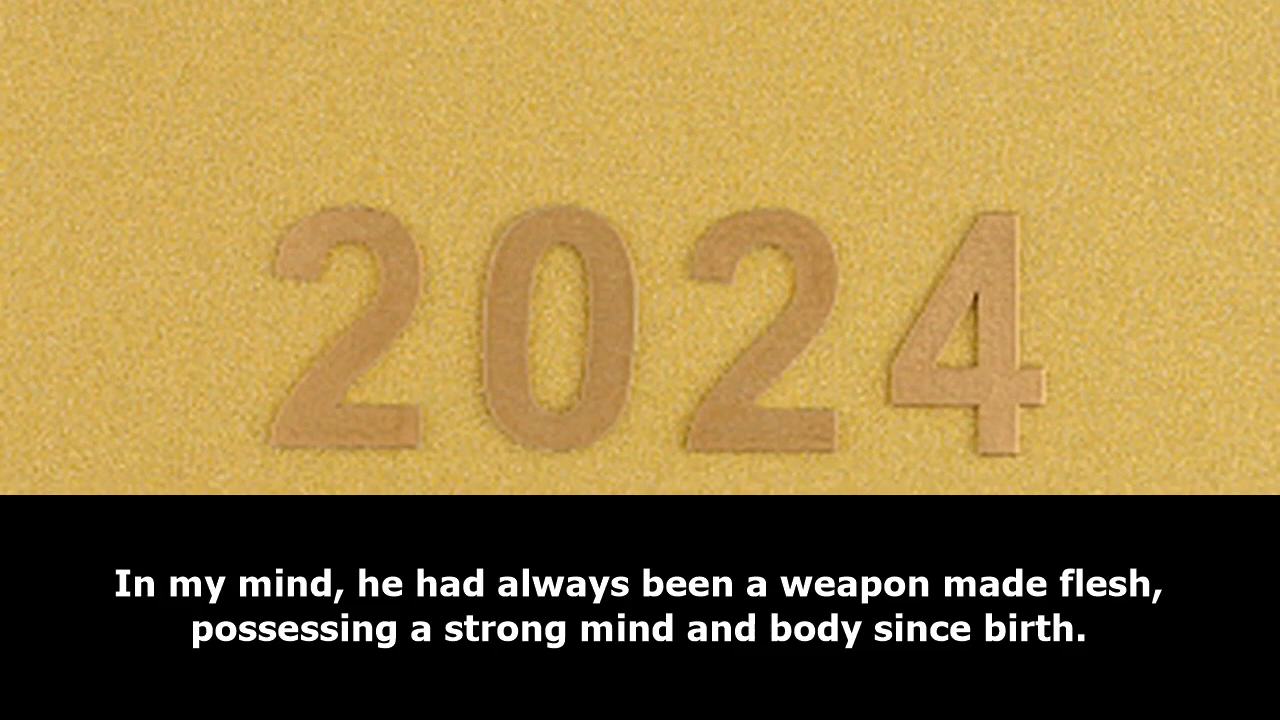 2024
In my mind, he had always been a weapon made flesh,
possessing a strong mind and body since birth.